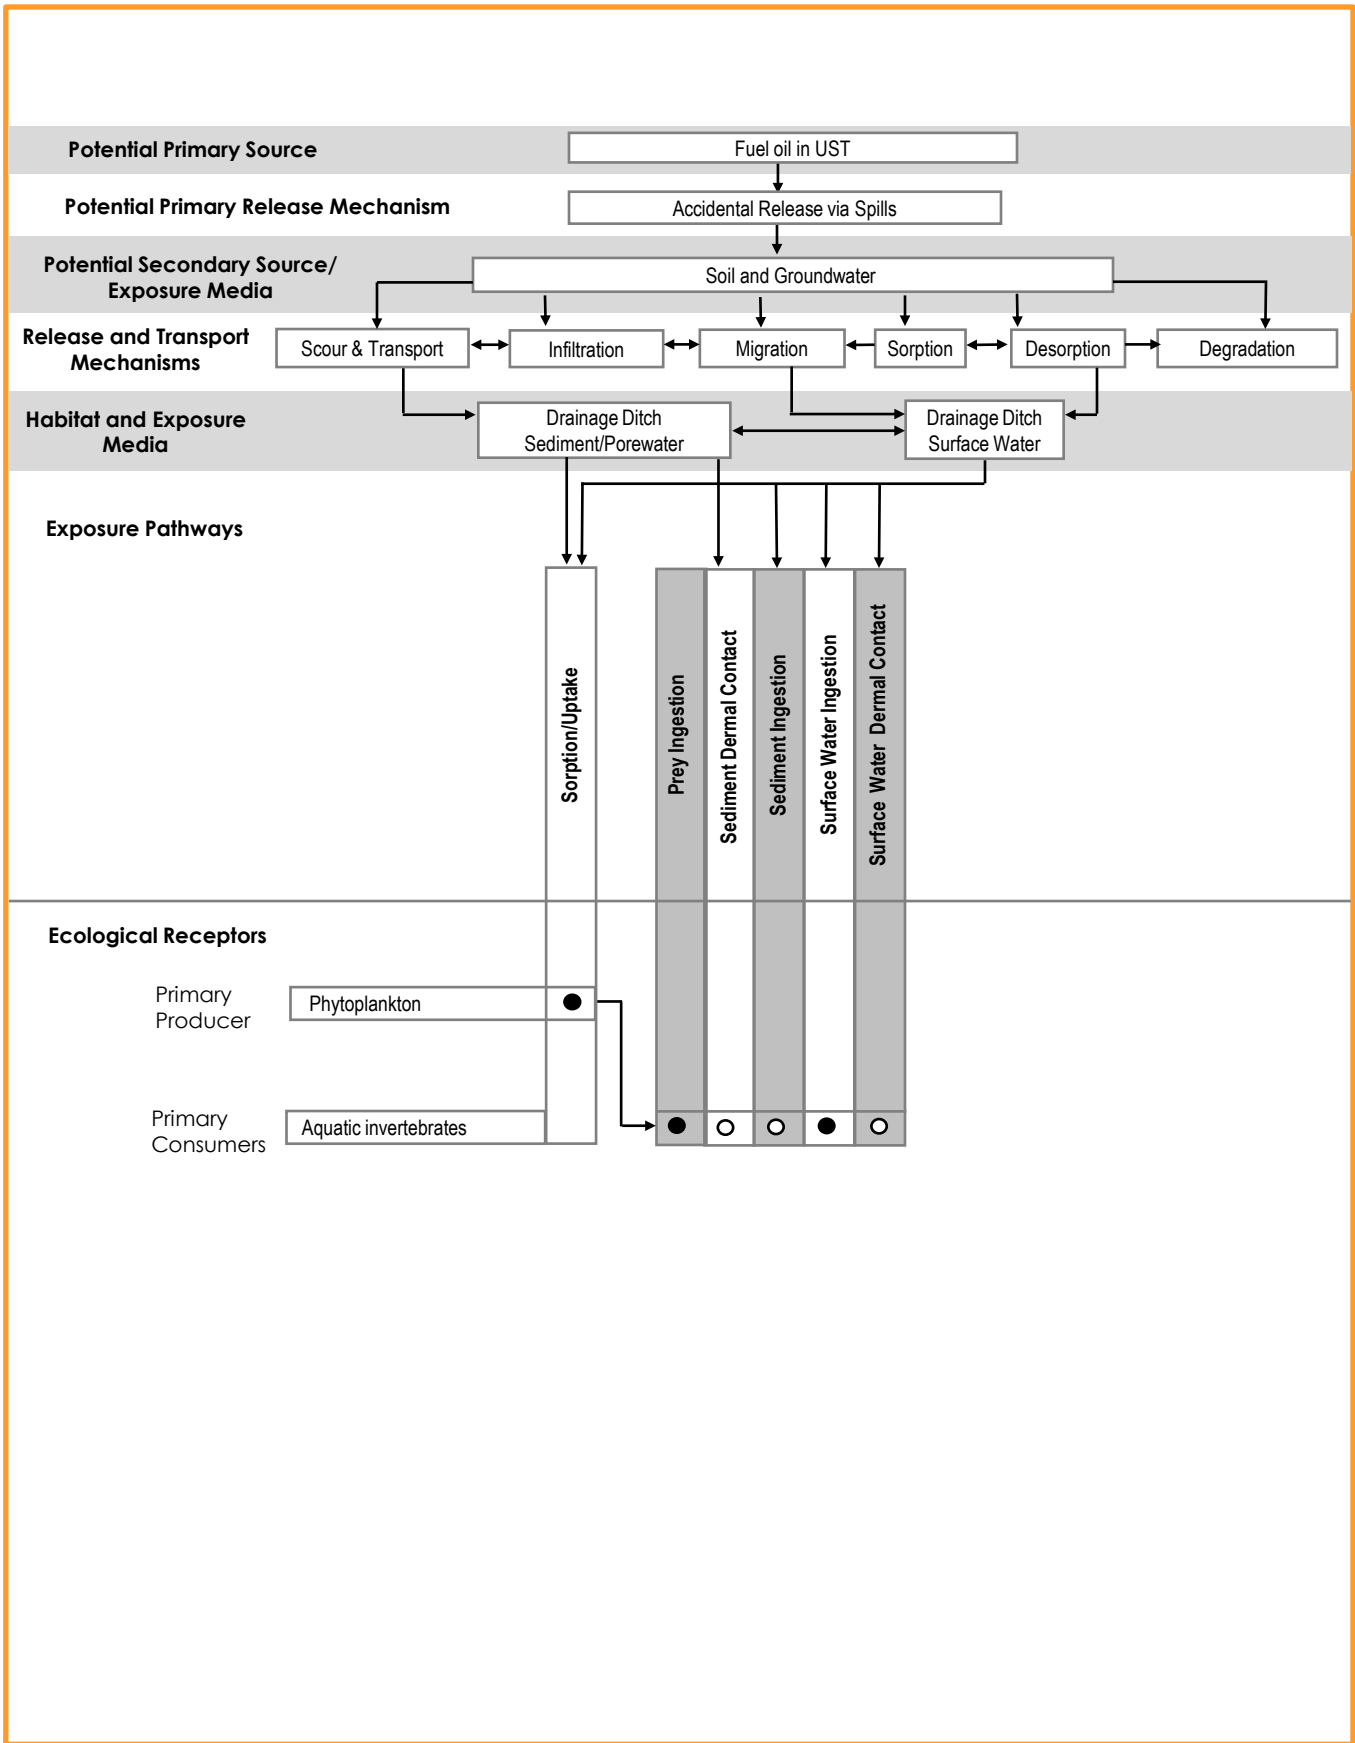 Potential Primary Source
Fuel oil in UST
Potential Primary Release Mechanism
Accidental Release via Spills
Potential Secondary Source/
Exposure Media
Soil and Groundwater
Release and Transport
Mechanisms
Scour & Transport
Infiltration
Migration
Sorption
Desorption
Degradation
Habitat and Exposure
Media
Drainage Ditch
Sediment/Porewater
Drainage Ditch
Surface Water
Exposure Pathways
Sorption/Uptake
Prey Ingestion
Sediment Dermal Contact
Sediment Ingestion
Surface Water Ingestion
Surface Water Dermal Contact
Ecological Receptors
Primary
Producer
Phytoplankton
Primary
Consumers
Aquatic invertebrates